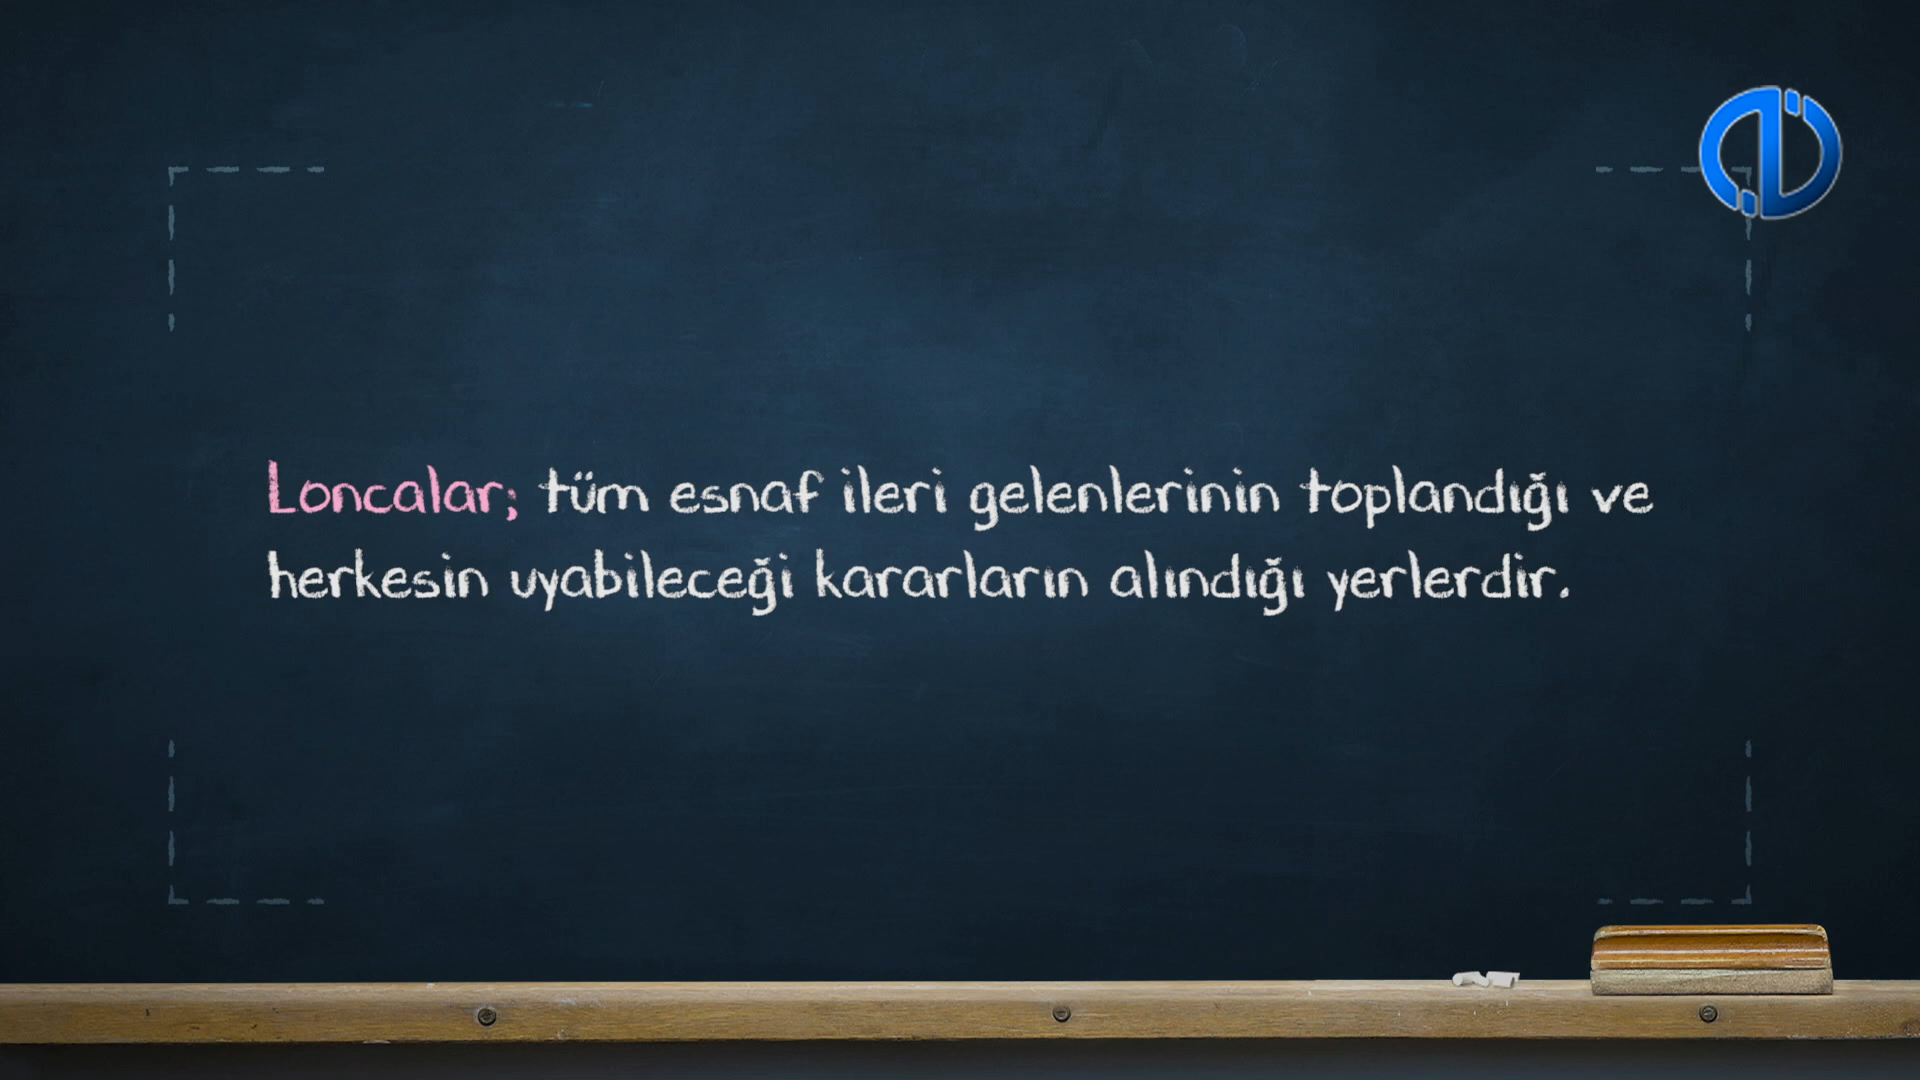 Loncalar; tüm esnaf ileri gelenlerinin toplandığı ve
herkesin uyabileceği kararların alındığı yerlerdir.